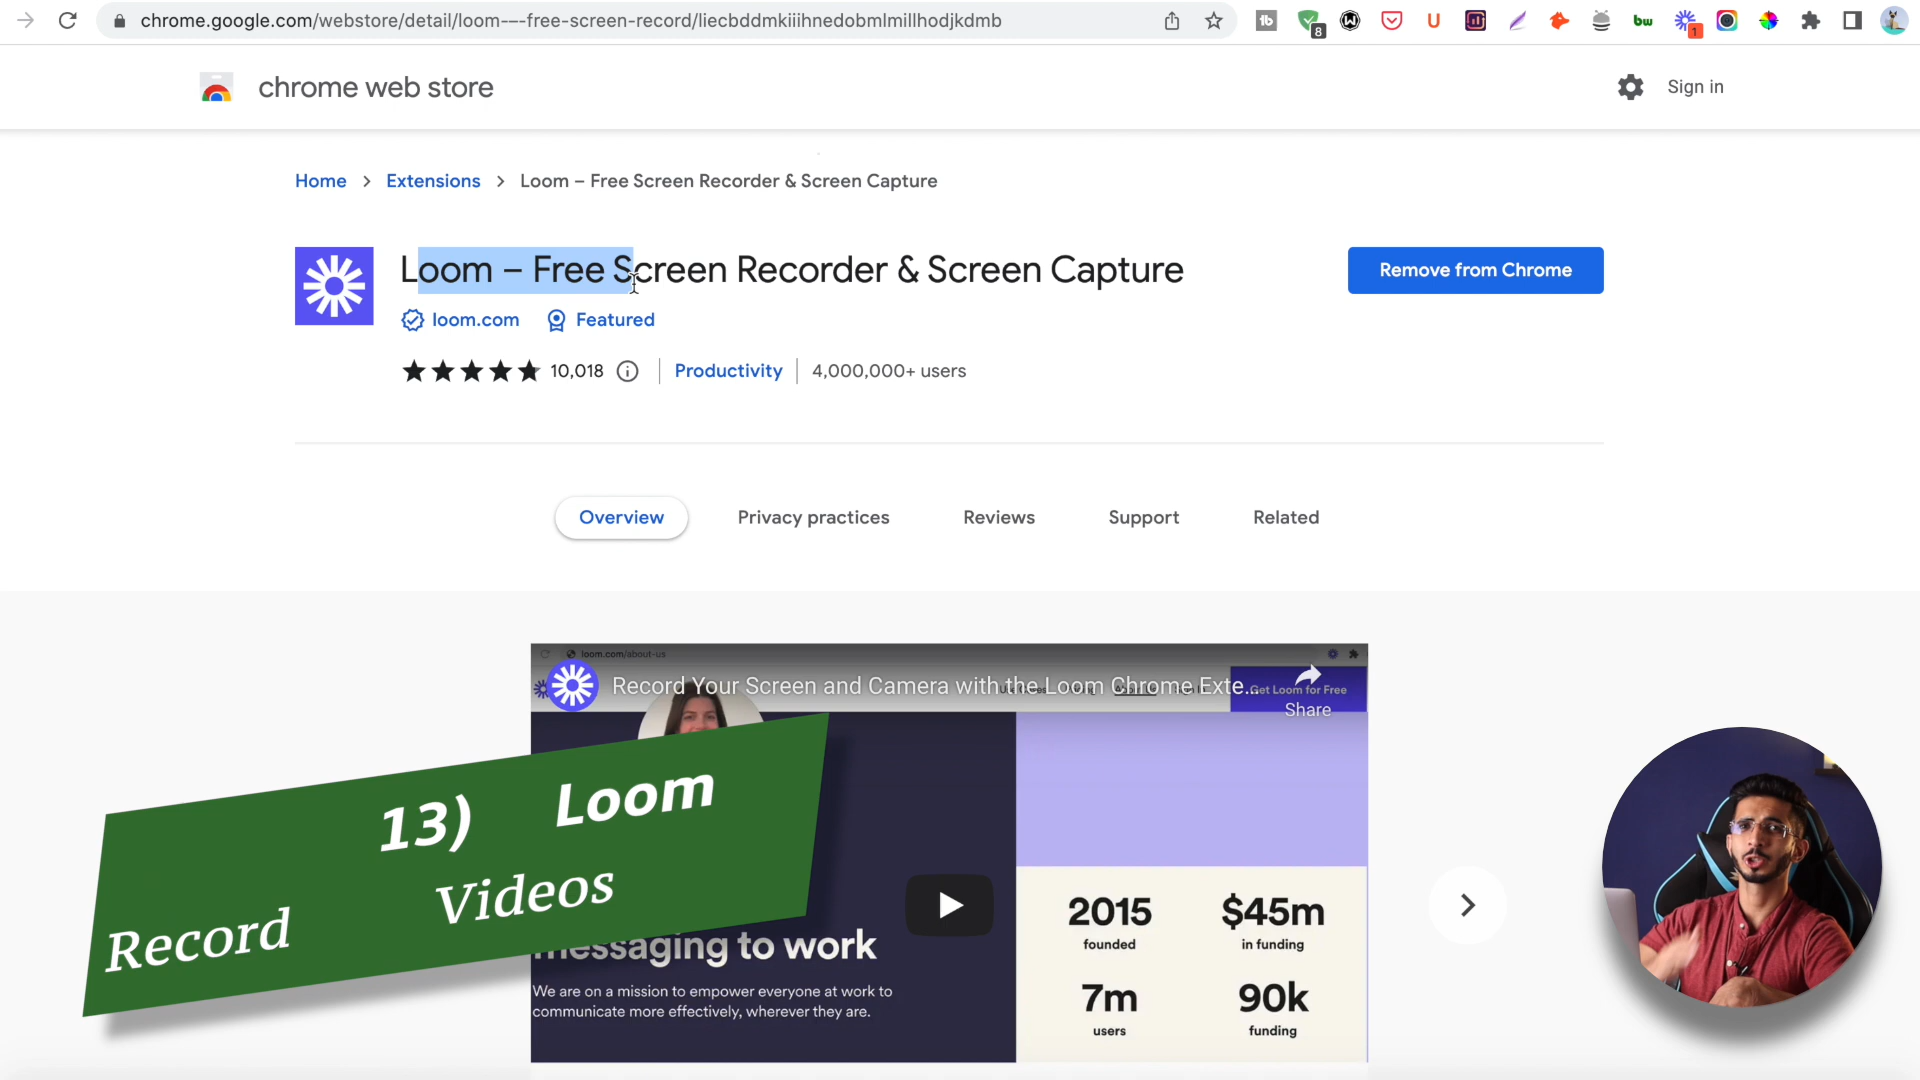 chrome.google.com/webstore/detail/loom-–-free-screen-record/liecbddmkiiihnedobmlmillhodjkdmb
8
U
bw
1
chrome web store
Sign in
Home > Extensions > Loom – Free Screen Recorder & Screen Capture
Loom – Free Screen Recorder & Screen Capture
Remove from Chrome
loom.com Featured
10,018 Productivity 4,000,000+ users
Overview Privacy practices Reviews Support Related
loom.com/about-us
Record Your Screen and Camera with the Loom Chrome Exte...
Get Loom for Free
Share
13) Loom
Record Videos
messaging to work
We are on a mission to empower everyone at work to
communicate more effectively, wherever they are.
2015 $45m
founded in funding
7m 90k
users funding